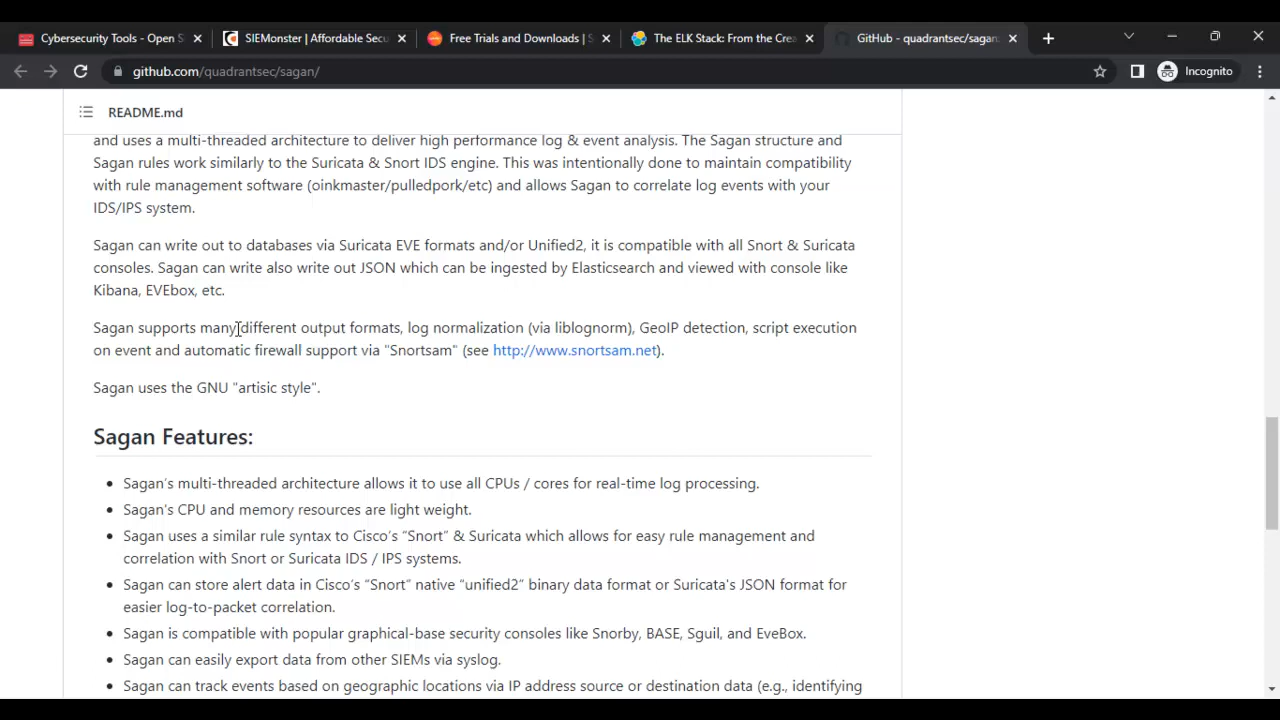 Cybersecurity Tools - Open S
SIEMonster | Affordable Secu
Free Trials and Downloads | S
The ELK Stack: From the Crea
GitHub - quadrantsec/sagan:
github.com/quadrantsec/sagan/
Incognito
README.md
and uses a multi-threaded architecture to deliver high performance log & event analysis. The Sagan structure and
Sagan rules work similarly to the Suricata & Snort IDS engine. This was intentionally done to maintain compatibility
with rule management software (oinkmaster/pulledpork/etc) and allows Sagan to correlate log events with your
IDS/IPS system.
Sagan can write out to databases via Suricata EVE formats and/or Unified2, it is compatible with all Snort & Suricata
consoles. Sagan can write also write out JSON which can be ingested by Elasticsearch and viewed with console like
Kibana, EVEbox, etc.
Sagan supports many different output formats, log normalization (via liblognorm), GeoIP detection, script execution
on event and automatic firewall support via "Snortsam" (see http://www.snortsam.net).
Sagan uses the GNU "artisic style".
Sagan Features:
Sagan's multi-threaded architecture allows it to use all CPUs / cores for real-time log processing.
Sagan's CPU and memory resources are light weight.
Sagan uses a similar rule syntax to Cisco's "Snort" & Suricata which allows for easy rule management and
correlation with Snort or Suricata IDS / IPS systems.
Sagan can store alert data in Cisco's "Snort" native "unified2" binary data format or Suricata's JSON format for
easier log-to-packet correlation.
Sagan is compatible with popular graphical-base security consoles like Snorby, BASE, Sguil, and EveBox.
Sagan can easily export data from other SIEMs via syslog.
Sagan can track events based on geographic locations via IP address source or destination data (e.g., identifying